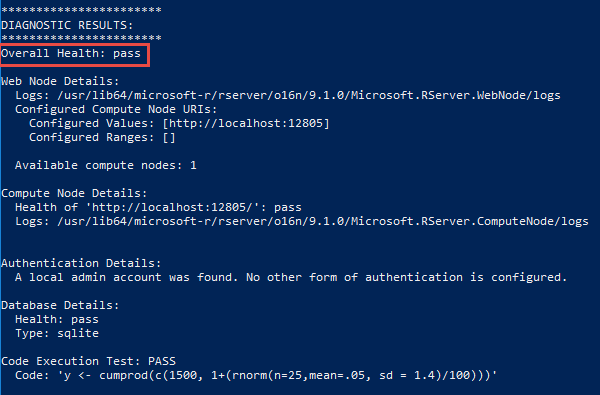 ***********************
DIAGNOSTIC RESULTS:
***********************
Overall Health: pass
Web Node Details:
Logs: /usr/lib64/microsoft-r/rserver/o16n/9.1.0/Microsoft.RServer.WebNode/logs
Configured Compute Node URIs:
Configured Values: [http://localhost:12805]
Configured Ranges: []
Available compute nodes: 1
Compute Node Details:
Health of 'http://localhost:12805/': pass
Logs: /usr/lib64/microsoft-r/rserver/o16n/9.1.0/Microsoft.RServer.ComputeNode/logs
Authentication Details:
A local admin account was found. No other form of authentication is configured.
Database Details:
Health: pass
Type: sqlite
Code Execution Test: PASS
Code: 'y <- cumprod(c(1500, 1+(rnorm(n=25,mean=.05, sd = 1.4)/100)))'